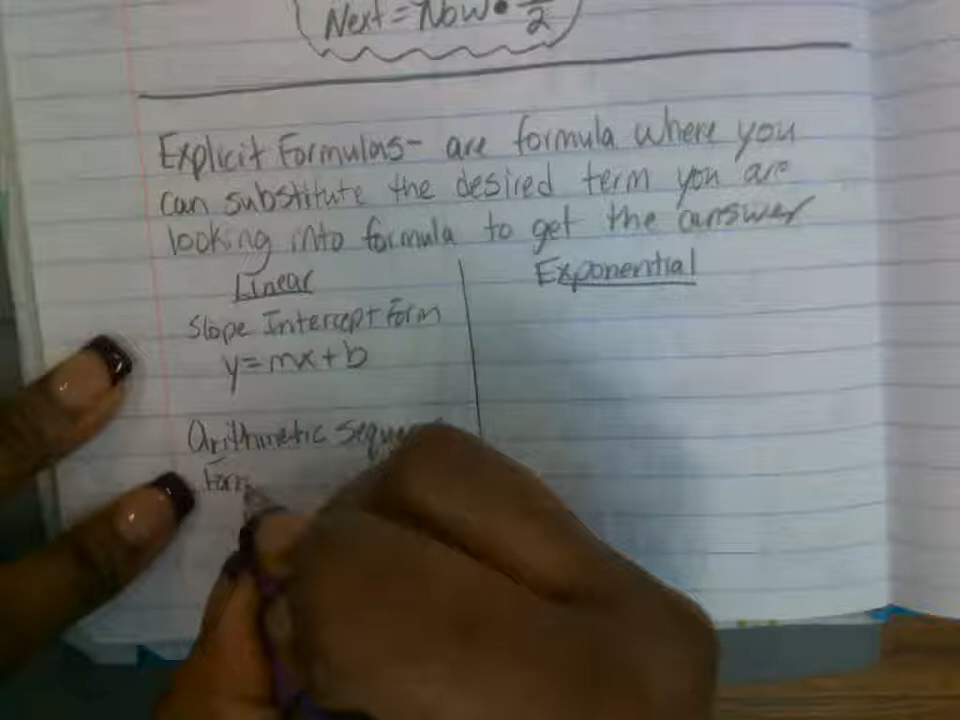 Next = Now • /2
Explicit Formulas- are formula where you
can substitute the desired term you are
looking into formula to get the answer
Linear
Slope Intercept Form
y=mx+b
Arithmetic
Exponential